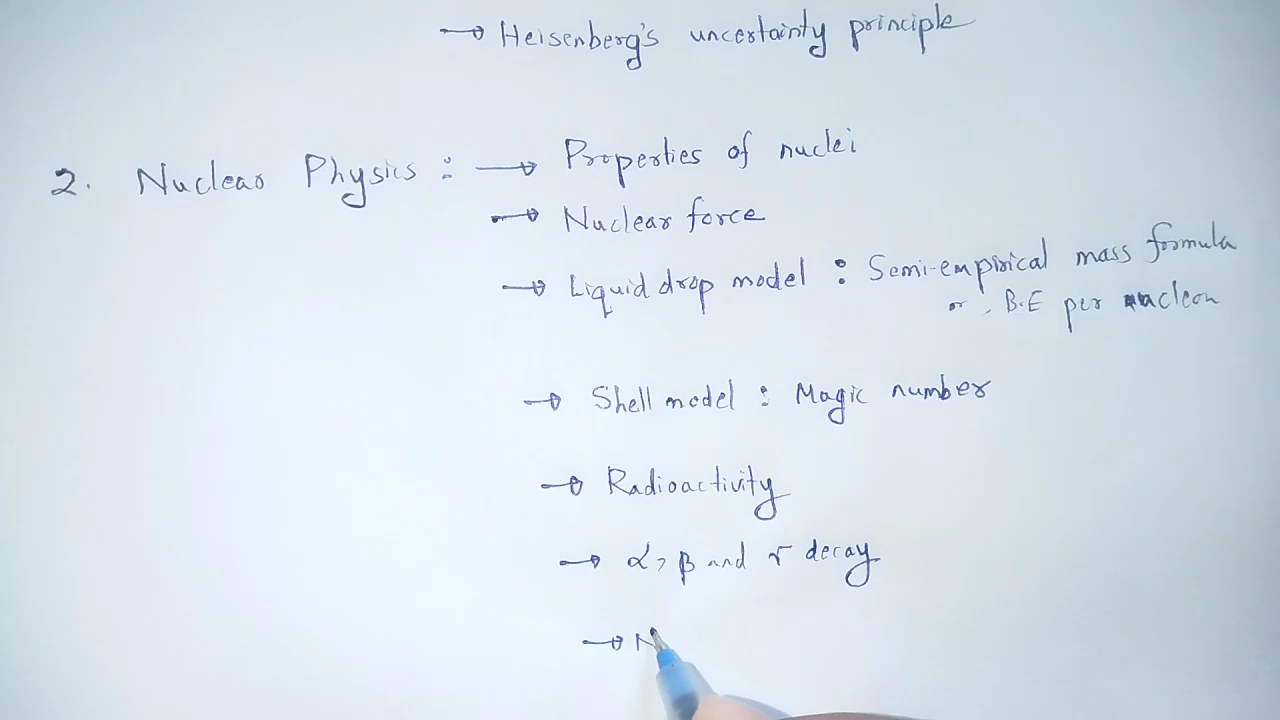 → Heisenberg's uncertainty principle
2. Nuclear Physics : → Properties of nuclei
→ Nuclear force
→ Liquid drop model : Semi-empirical mass formula
or, B.E per nucleon
→ Shell model : Magic number
→ Radioactivity
→ α, β and γ decay
→ N